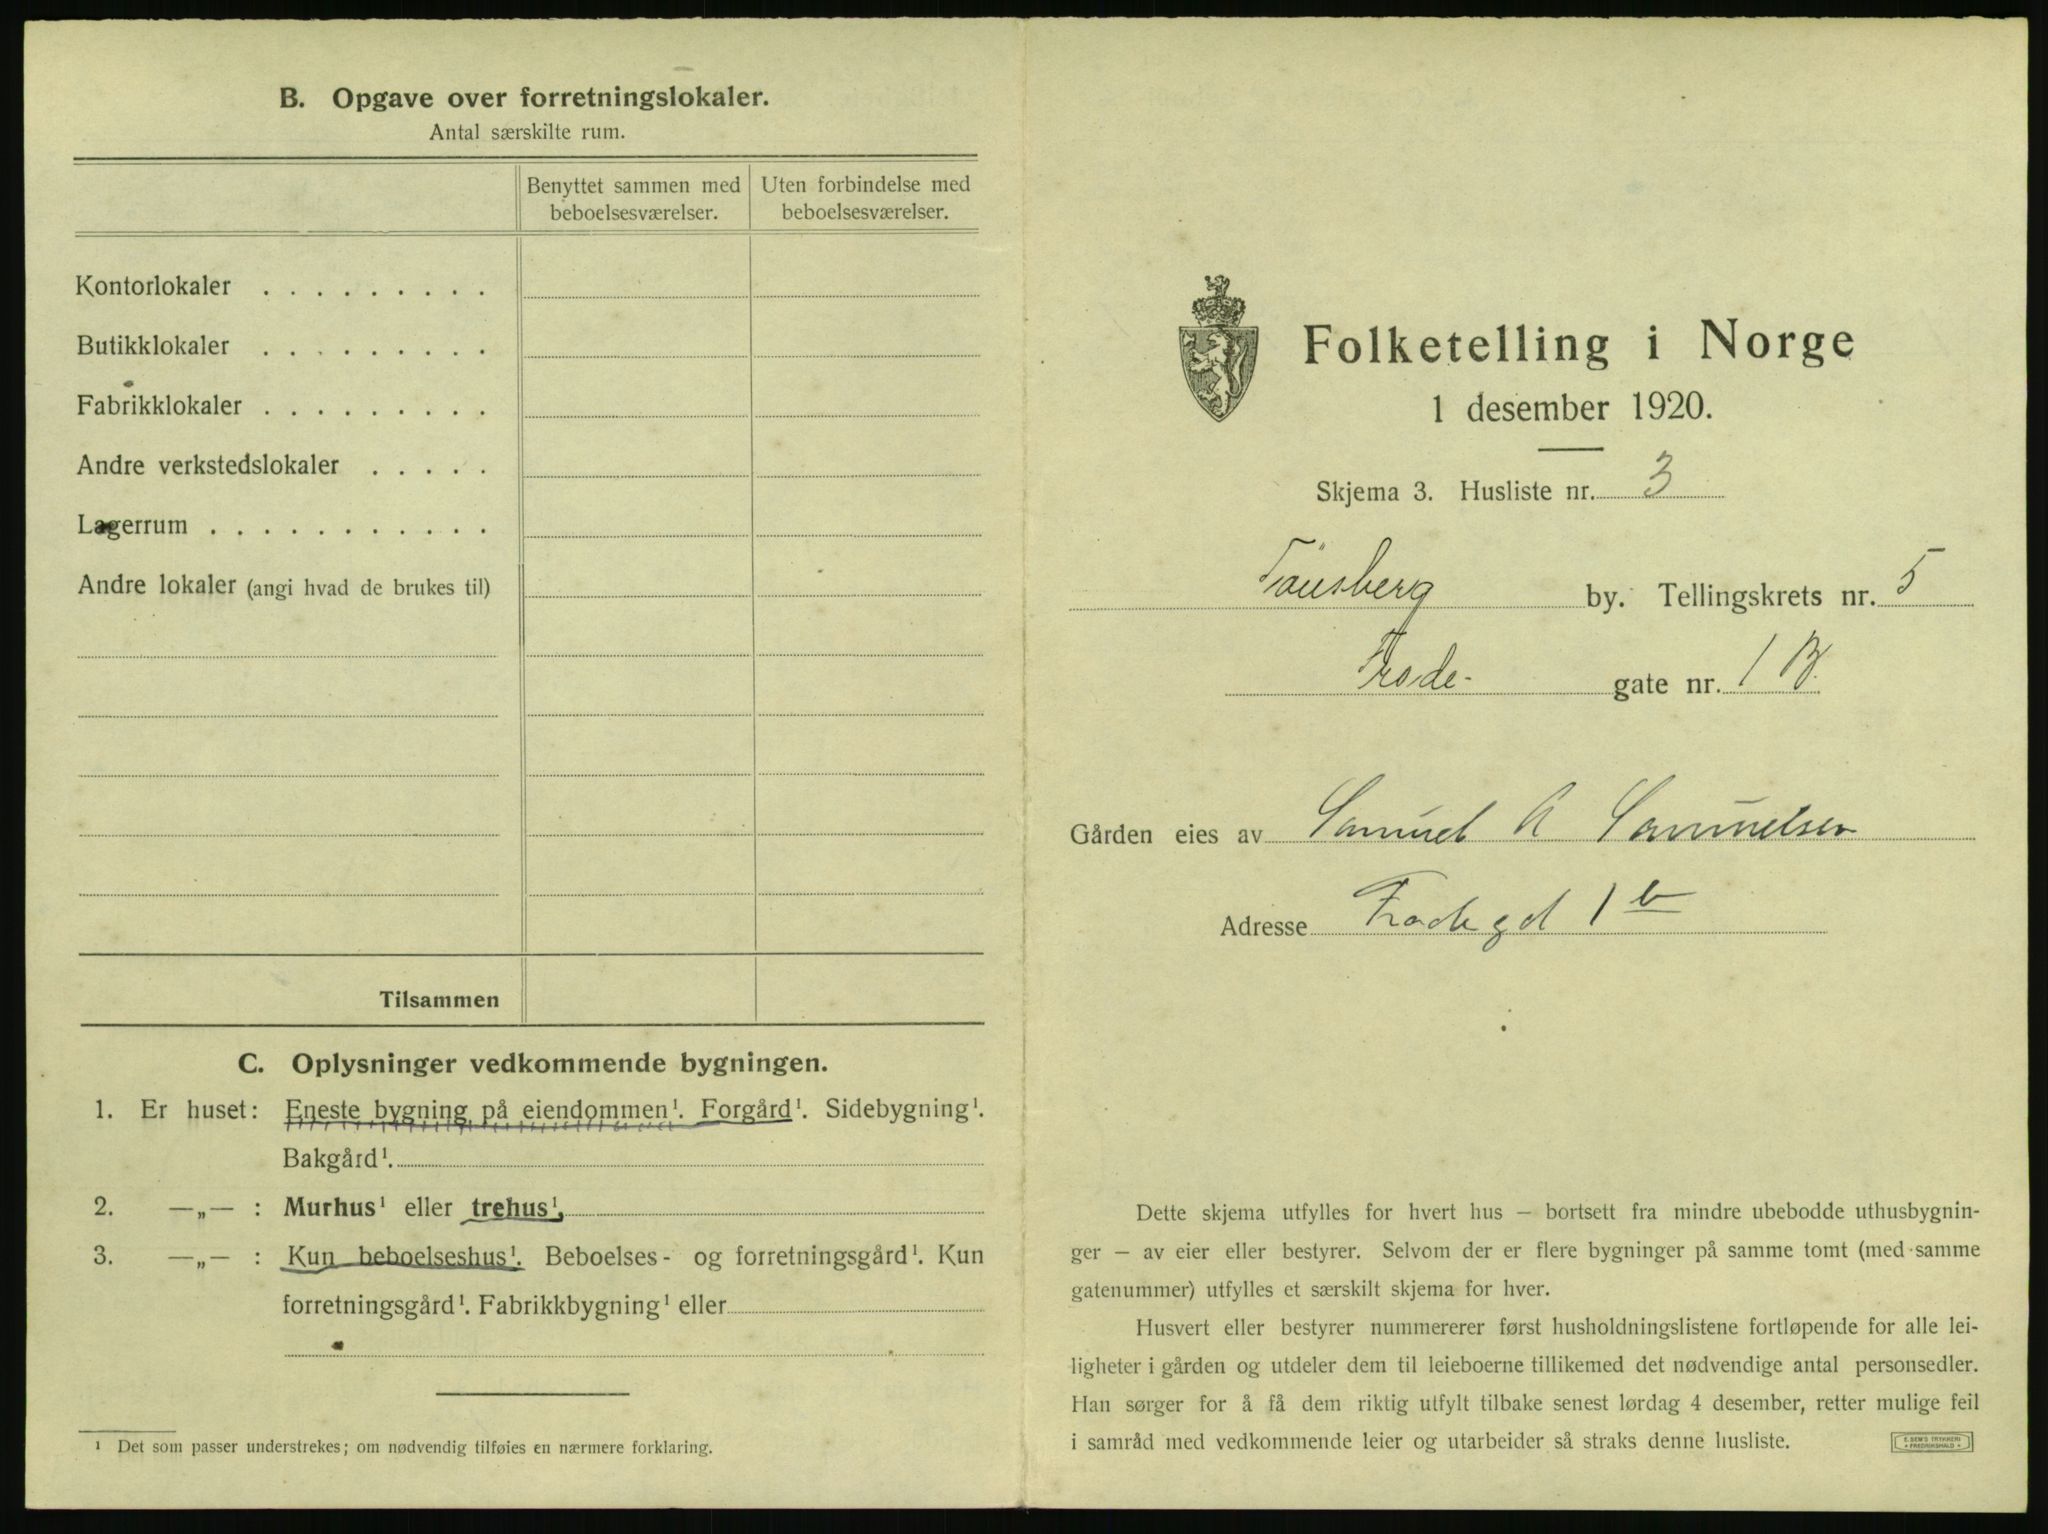 B. Opgave over forretningslokaler.
Antal særskilte rum.
Benyttet sammen med beboelsesværelser.
Uten forbindelse med beboelsesværelser.
Kontorlokaler . . . . . . . . .
Butikklokaler . . . . . . . . .
Fabrikklokaler . . . . . . . . .
Andre verkstedslokaler . . . . .
Lagerrum . . . . . . . . . . .
Andre lokaler (angi hvad de brukes til)
Tilsammen
C. Oplysninger vedkommende bygningen.
1. Er huset: Eneste bygning på eiendommen¹. Forgård¹. Sidebygning¹.
Bakgård¹.
2. —„— : Murhus¹ eller trehus¹.
3. —„— : Kun beboelseshus¹. Beboelses- og forretningsgård¹. Kun
forretningsgård¹. Fabrikkbygning¹ eller
¹ Det som passer understrekes; om nødvendig tilføies en nærmere forklaring.
Folketelling i Norge
1 desember 1920.
Skjema 3. Husliste nr. 3
Tönsberg by. Tellingskrets nr. 5
Frode- gate nr. 1 B.
Gården eies av Samuel A Samuelsen
Adresse Frodegd 1 b
Dette skjema utfylles for hvert hus — bortsett fra mindre ubebodde uthusbygnin-
ger — av eier eller bestyrer. Selvom der er flere bygninger på samme tomt (med samme
gatenummer) utfylles et særskilt skjema for hver.
Husvert eller bestyrer nummererer først husholdningslistene fortløpende for alle lei-
ligheter i gården og utdeler dem til leieboerne tillikemed det nødvendige antal personsedler.
Han sørger for å få dem riktig utfylt tilbake senest lørdag 4 desember, retter mulige feil
i samråd med vedkommende leier og utarbeider så straks denne husliste.
E. SEM'S TRYKKERI
• FREDRIKSHALD •